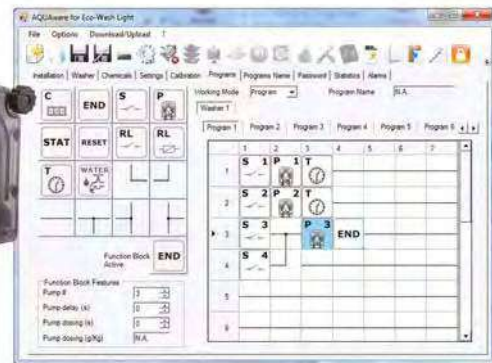 AQUAware for Eco-Wash Light
File Options Download/Upload ?
Installation Washer Chemicals Settings Calibration Programs Programs Name Password Statistics Alarms
Working Mode Program Program Name N.A.
Washer 1
Program 1 Program 2 Program 3 Program 4 Program 5 Program 6
C END S P
STAT RESET RL RL
T WATER
Function Block Active END
Function Block Features
Pump # 3
Pump delay (s) 0
Pump dosing (s) 0
Pump dosing (g/Kg) N.A.
1 2 3 4 5 6 7
1 S 1 P 1 T
2 S 2 P 2 T
3 S 3 P 3 END
4 S 4
5
6